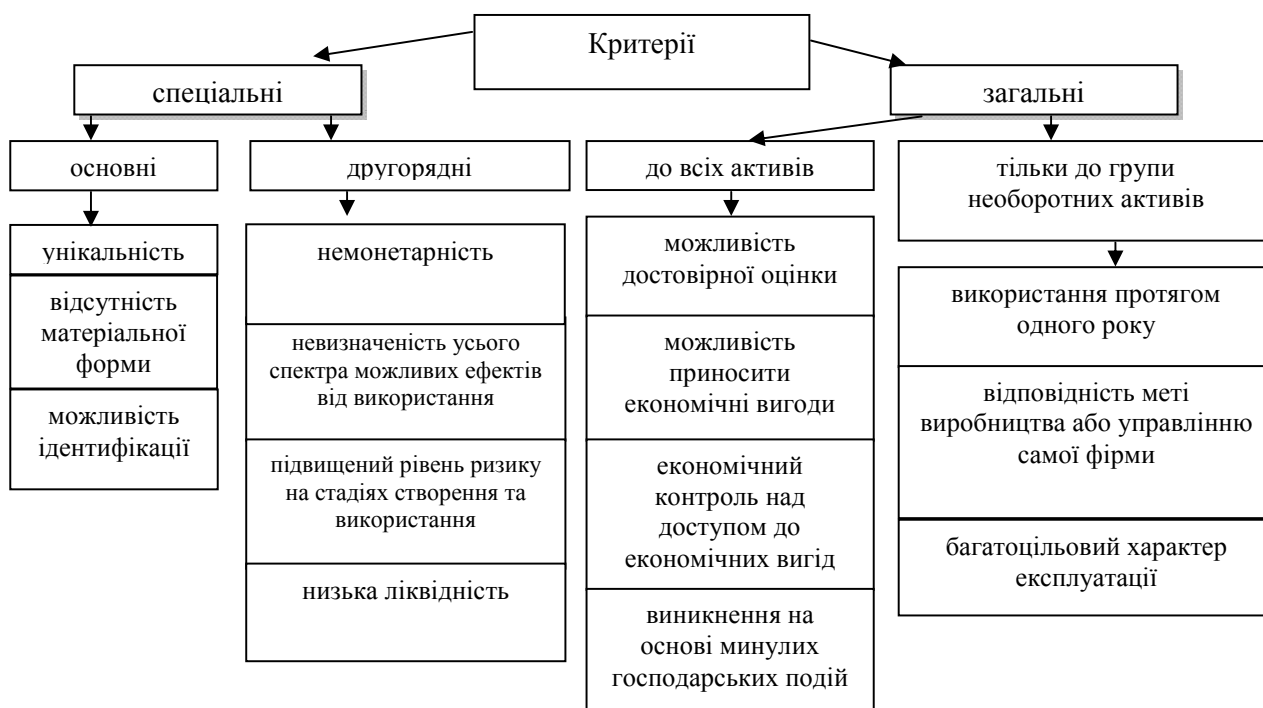 Критерії
спеціальні
загальні
основні
другорядні
до всіх активів
тільки до групи
необоротних активів
унікальність
відсутність
матеріальної
форми
можливість
ідентифікації
немонетарність
невизначеність усього
спектра можливих ефектів
від використання
підвищений рівень ризику
на стадіях створення та
використання
низька ліквідність
можливість
достовірної оцінки
можливість
приносити
економічні вигоди
економічний
контроль над
доступом до
економічних вигід
виникнення на
основі минулих
господарських подій
використання протягом
одного року
відповідність меті
виробництва або управлінню
самої фірми
багатоцільовий характер
експлуатації